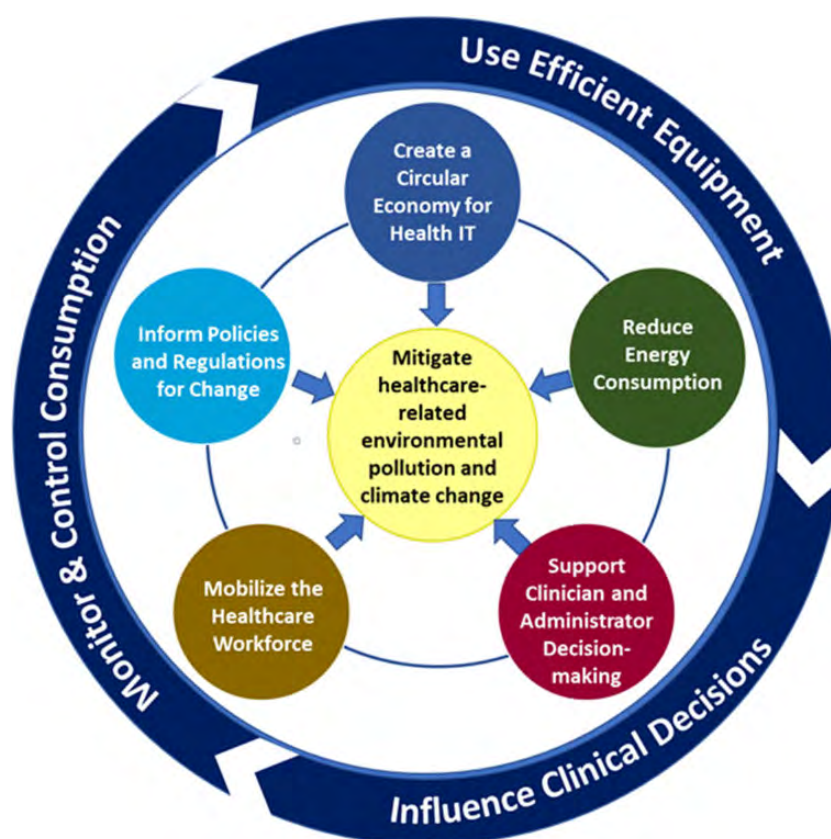 Use Efficient Equipment
Create a
Circular
Economy for
Health IT
Reduce
Energy
Consumption
Support
Clinician and
Administrator
Decision-
making
Mobilize the
Healthcare
Workforce
Inform Policies
and Regulations
for Change
Mitigate
healthcare-
related
environmental
pollution and
climate change
Influence Clinical Decisions
Monitor & Control Consumption